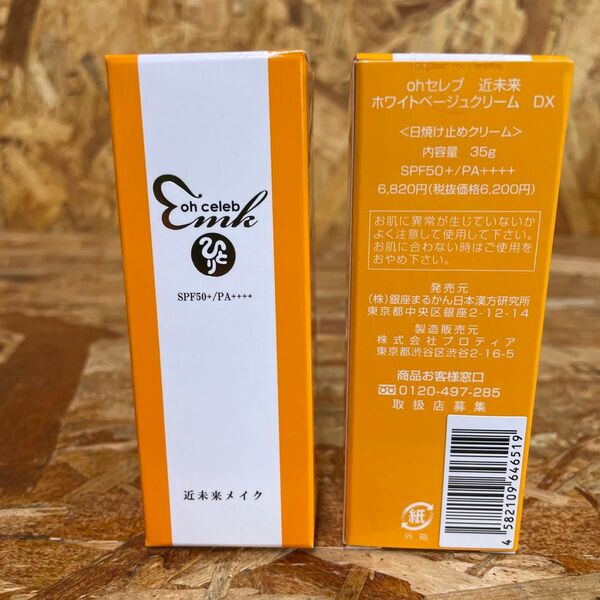 oh celeb
emk
ひとり
SPF50+/PA++++
近未来メイク
ohセレブ 近未来
ホワイトベージュクリーム DX
〈日焼け止めクリーム〉
内容量 35g
SPF50+/PA++++
6,820円(税抜価格6,200円)
お肌に異常が生じていないか
よく注意して使用して下さい。
お肌に合わない時はご使用を
おやめ下さい。
発売元
(株)銀座まるかん日本漢方研究所
東京都中央区銀座2-12-14
製造販売元
株式会社プロティア
東京都渋谷区渋谷2-16-5
商品お客様窓口
0120-497-285
取扱店募集
紙
外箱
4 582109 646519